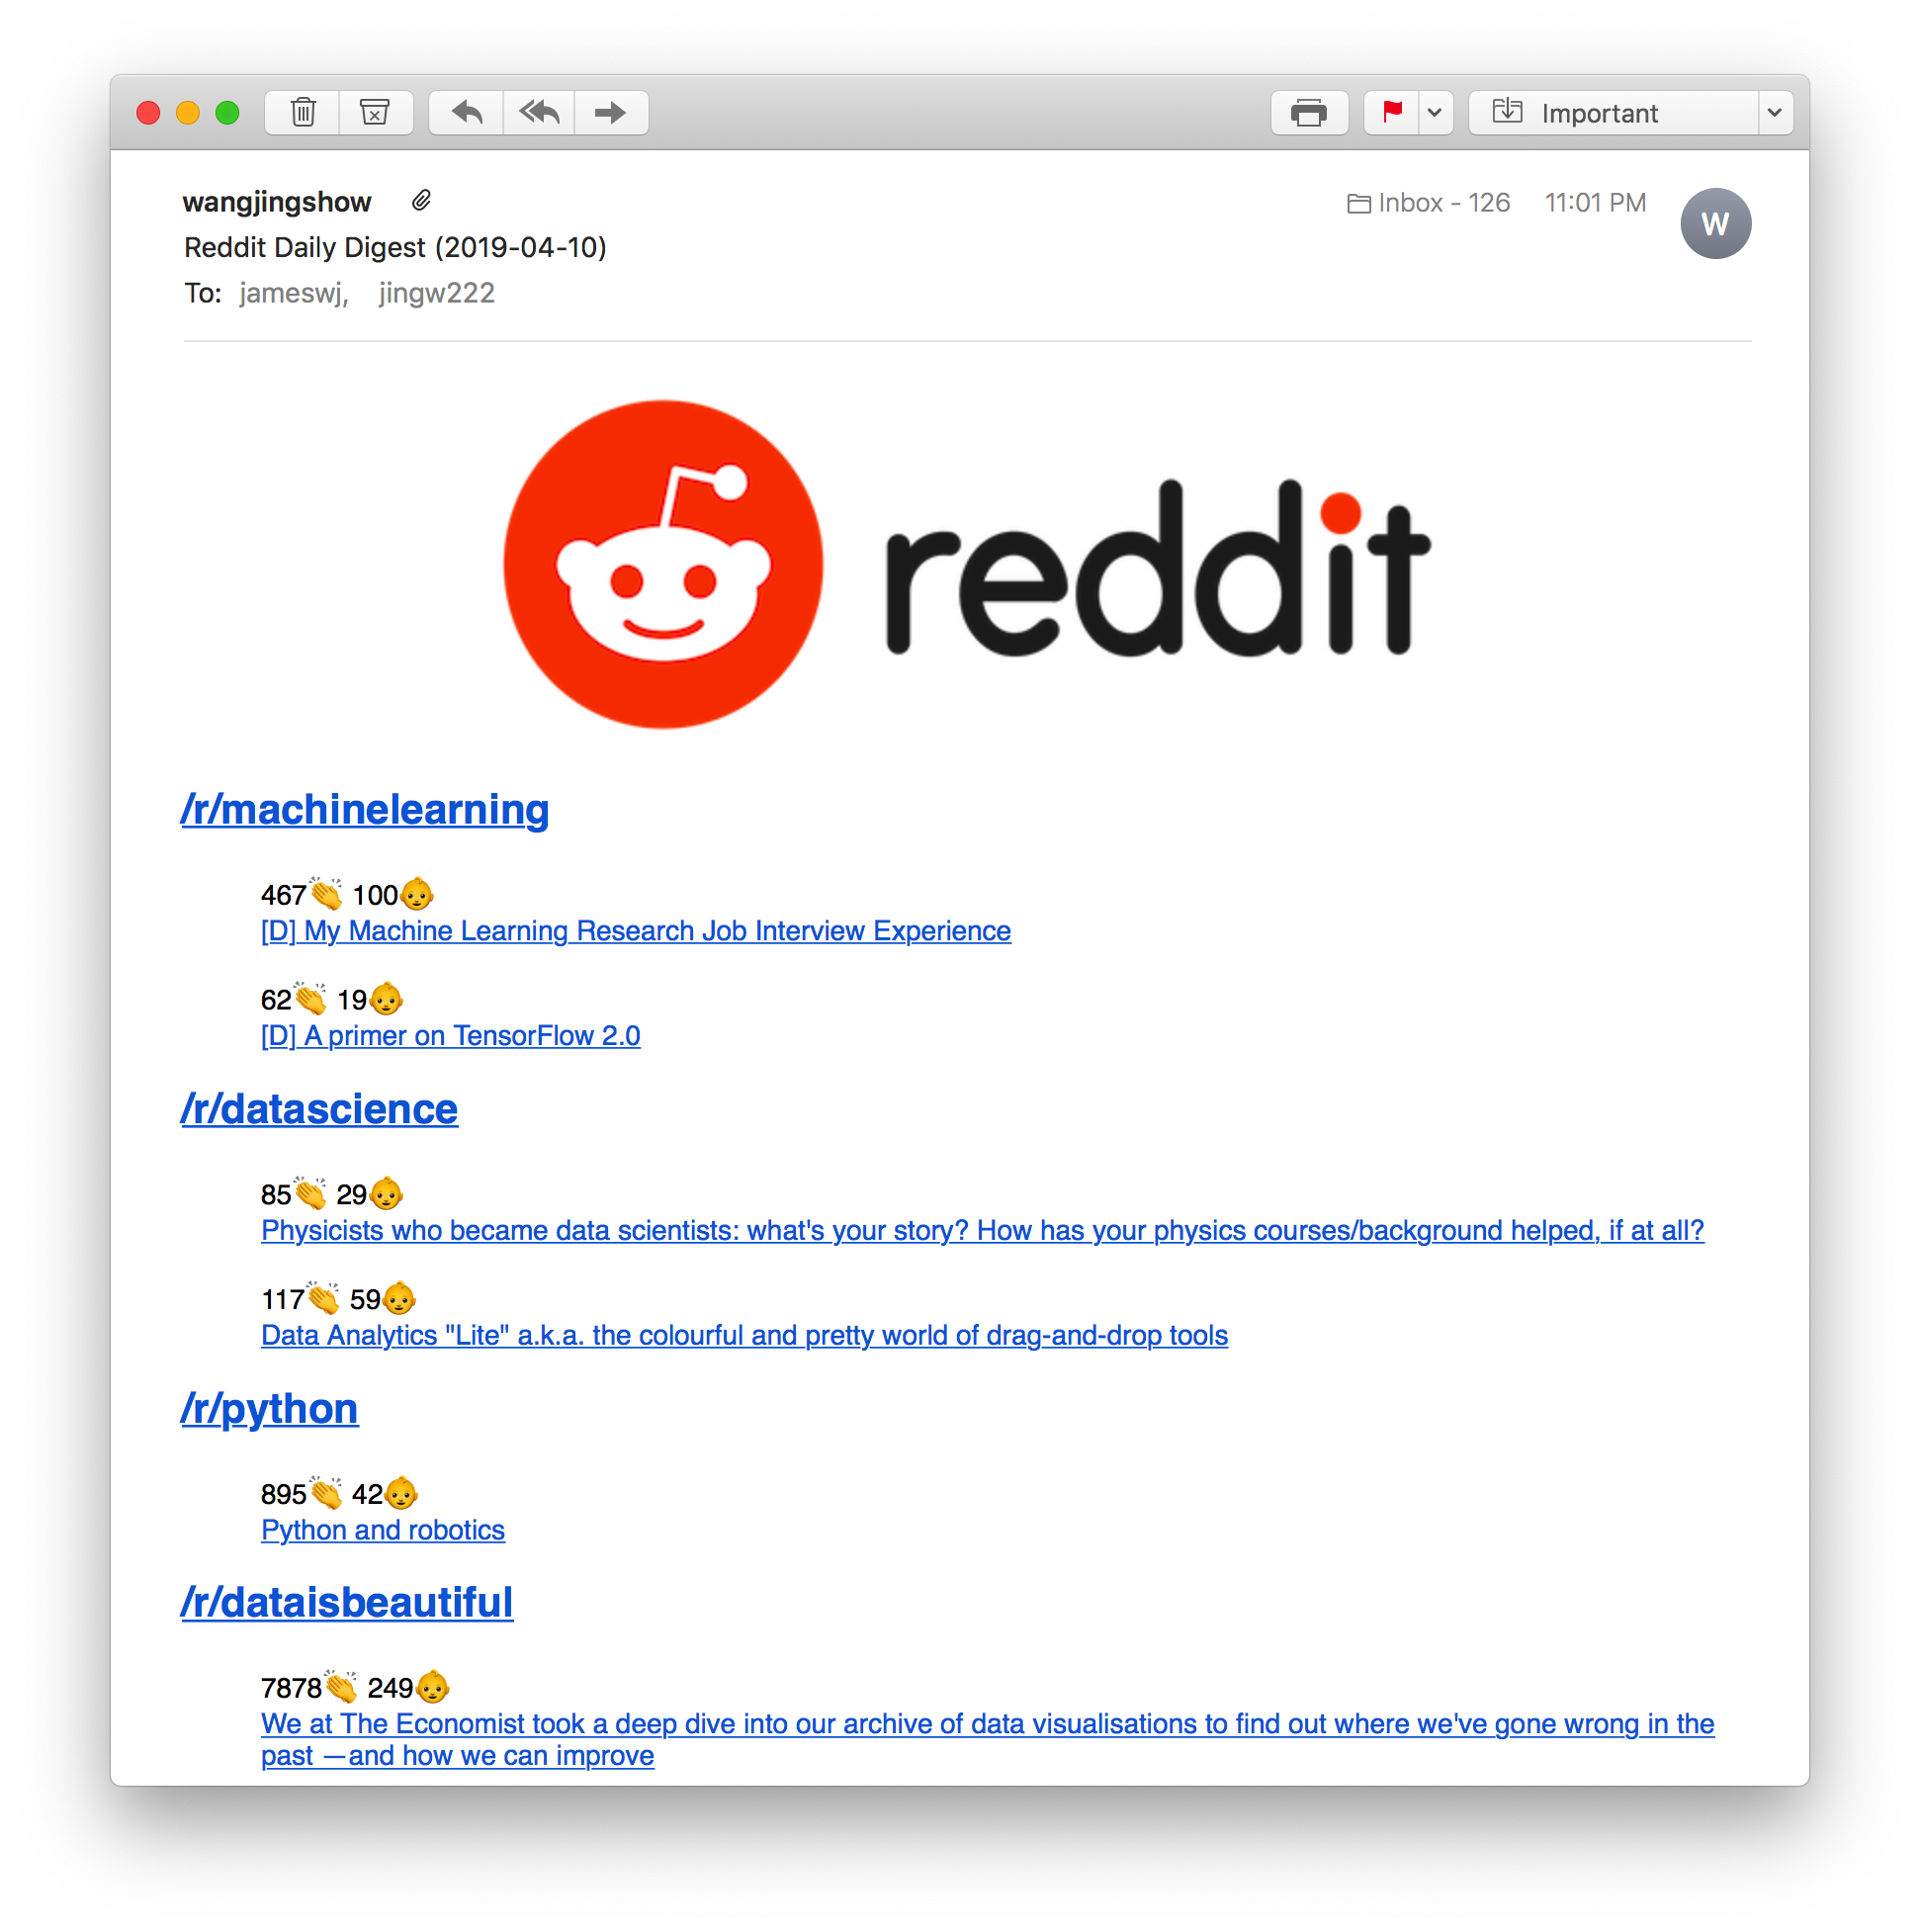 Important
wangjingshow
Inbox - 126 11:01 PM
W
Reddit Daily Digest (2019-04-10)
To: jameswj, jingw222
reddit
/r/machinelearning
467👏 100👶
[D] My Machine Learning Research Job Interview Experience
62👏 19👶
[D] A primer on TensorFlow 2.0
/r/datascience
85👏 29👶
Physicists who became data scientists: what's your story? How has your physics courses/background helped, if at all?
117👏 59👶
Data Analytics "Lite" a.k.a. the colourful and pretty world of drag-and-drop tools
/r/python
895👏 42👶
Python and robotics
/r/dataisbeautiful
7878👏 249👶
We at The Economist took a deep dive into our archive of data visualisations to find out where we've gone wrong in the
past —and how we can improve